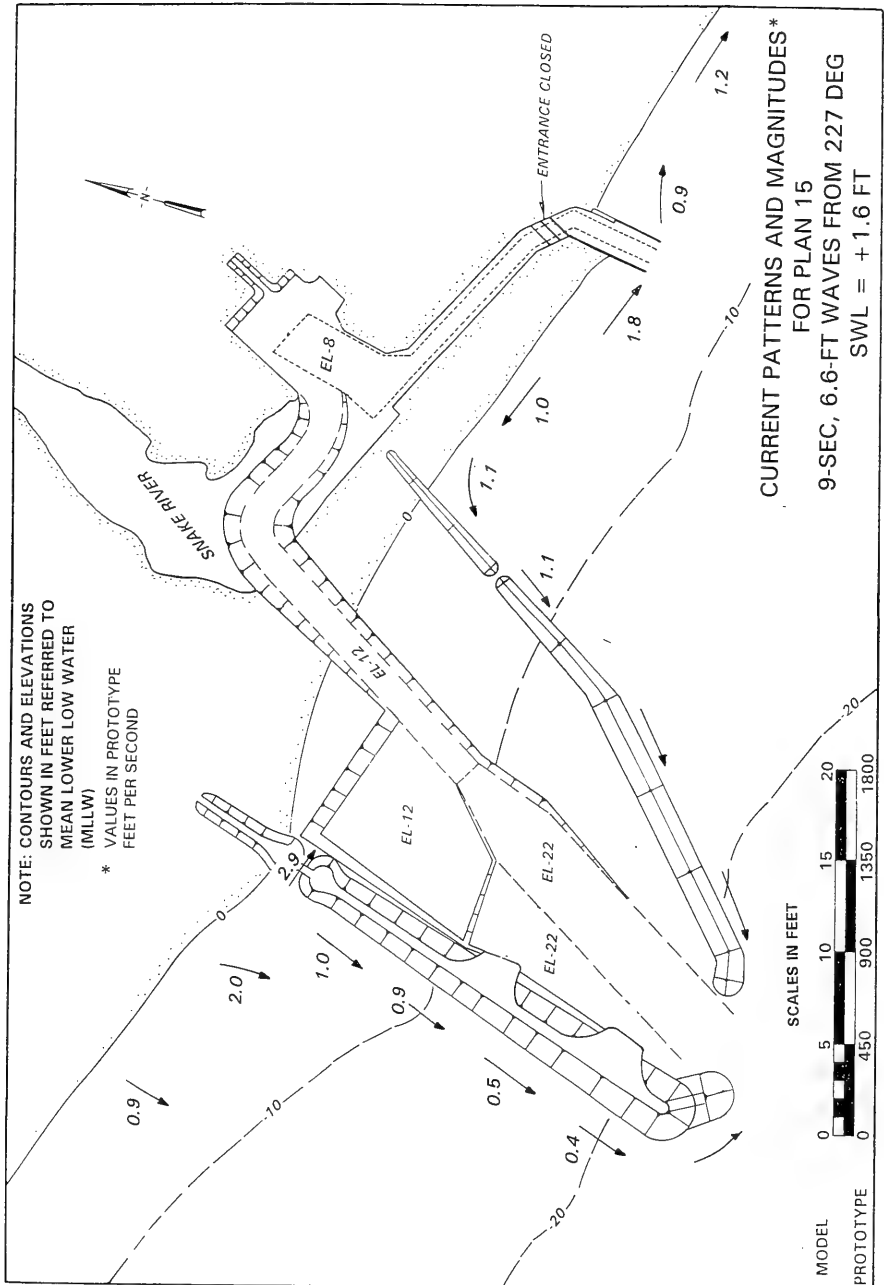 NOTE: CONTOURS AND ELEVATIONS
SHOWN IN FEET REFERRED TO
MEAN LOWER LOW WATER
(MLLW)
* VALUES IN PROTOTYPE
FEET PER SECOND
-N-
SNAKE RIVER
EL-8
ENTRANCE CLOSED
0
0
2.9
2.0
1.0
0.9
0.9
0.5
0.4
-10
-20
EL-12
EL-12
EL-22
EL-22
1.1
1.1
1.0
1.8
0.9
1.2
-10
-20
CURRENT PATTERNS AND MAGNITUDES*
FOR PLAN 15
9-SEC, 6.6-FT WAVES FROM 227 DEG
SWL = +1.6 FT
SCALES IN FEET
MODEL 0 5 10 15 20
PROTOTYPE 0 450 900 1350 1800